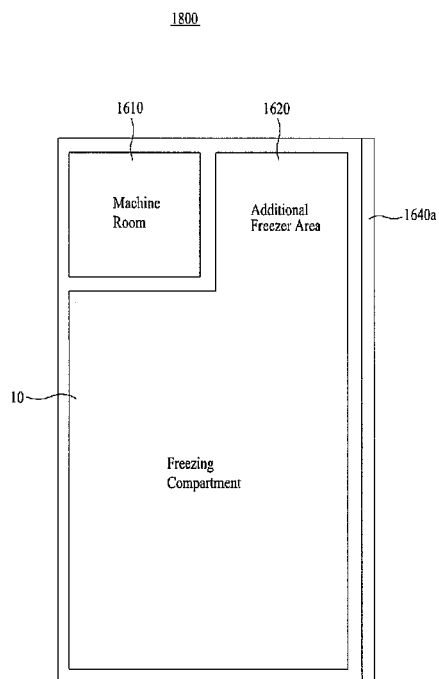 1800
1610
1620
Machine
Room
Additional
Freezer Area
1640a
10
Freezing
Compartment